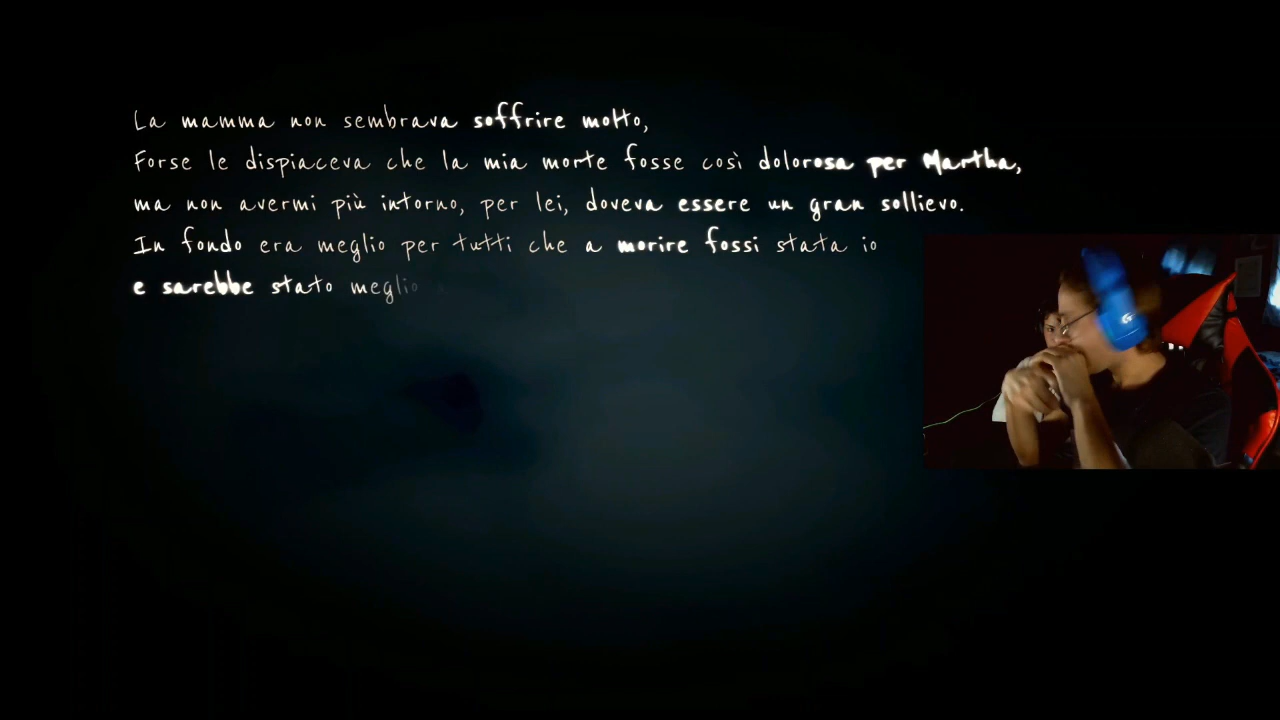 La mamma non sembrava soffrire molto,
Forse le dispiaceva che la mia morte fosse così dolorosa per Martha,
ma non avermi più intorno, per lei, doveva essere un gran sollievo.
In fondo era meglio per tutti che a morire fossi stata io
e sarebbe stato meglio